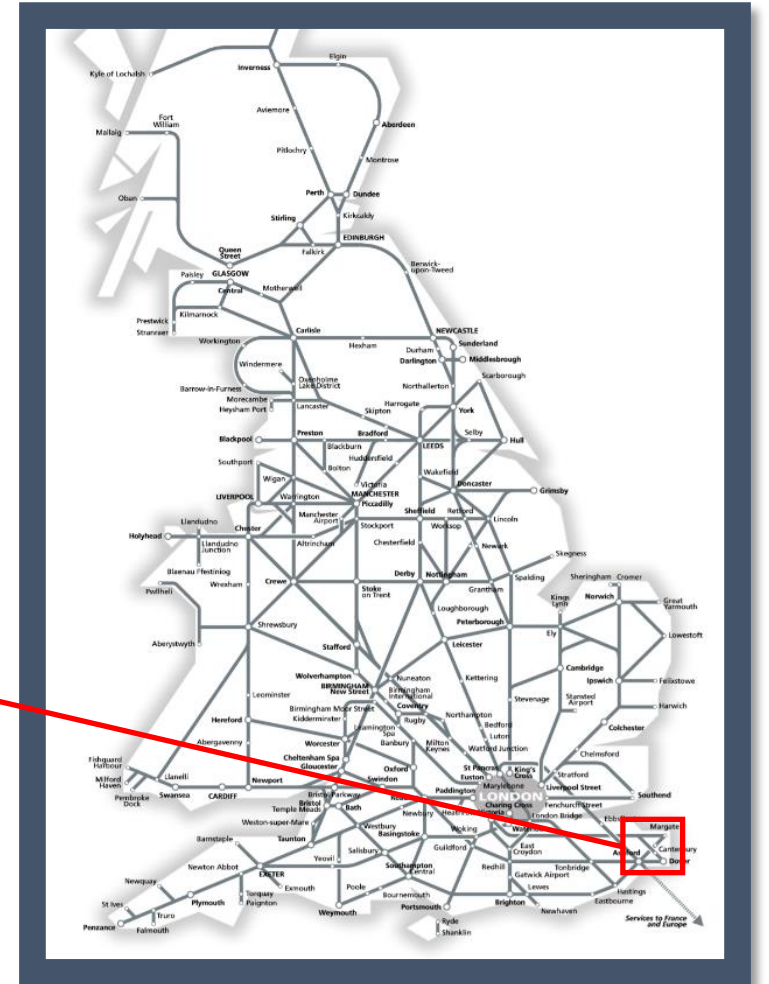 Elgin
Inverness
Kyle of Lochalsh
Aviemore
Fort
William
Aberdeen
Mallaig
Pitlochry
Montrose
Perth
Dundee
Oban
Stirling
Kirkcaldy
EDINBURGH
Queen
Street
Falkirk
Berwick-
upon-Tweed
Paisley
GLASGOW
Central
Motherwell
Prestwick
Kilmarnock
Stranraer
Carlisle
NEWCASTLE
Workington
Hexham
Sunderland
Durham
Darlington
Middlesbrough
Windermere
Scarborough
Oxenholme
Lake District
Barrow-in-Furness
Northallerton
Morecambe
Heysham Port
Lancaster
Harrogate
York
Skipton
Blackpool
Preston
Bradford
Selby
Hull
Blackburn
LEEDS
Huddersfield
Southport
Bolton
Wakefield
Wigan
Victoria
Doncaster
LIVERPOOL
Warrington
MANCHESTER
Piccadilly
Grimsby
Manchester
Airport
Sheffield
Retford
Llandudno
Stockport
Worksop
Lincoln
Holyhead
Chester
Llandudno
Junction
Altrincham
Chesterfield
Newark
Skegness
Blaenau Ffestiniog
Pwllheli
Wrexham
Crewe
Stoke
on Trent
Derby
Nottingham
Grantham
Spalding
Sheringham
Cromer
Kings
Lynn
Norwich
Great
Yarmouth
Loughborough
Peterborough
Aberystwyth
Shrewsbury
Stafford
Leicester
Ely
Lowestoft
Wolverhampton
BIRMINGHAM
New Street
Nuneaton
Kettering
Cambridge
Ipswich
Felixstowe
Leominster
Birmingham
International
Coventry
Stevenage
Stansted
Airport
Harwich
Birmingham Moor Street
Kidderminster
Rugby
Northampton
Hereford
Leamington
Spa
Bedford
Colchester
Abergavenny
Worcester
Banbury
Milton
Keynes
Luton
Watford Junction
Chelmsford
Cheltenham Spa
Gloucester
Oxford
St Pancras
Euston
King's
Cross
Stratford
Fishguard
Harbour
Milford
Haven
Llanelli
Newport
Swindon
Marylebone
Liverpool Street
Pembroke
Dock
Swansea
CARDIFF
Bristol Parkway
Paddington
LONDON
Southend
Bristol
Temple Meads
Bath
Charing Cross
Fenchurch Street
Newbury
Victoria
London Bridge
Weston-super-Mare
Westbury
Basingstoke
Woking
Margate
Barnstaple
Taunton
Salisbury
Guildford
East
Croydon
Canterbury
Yeovil
Southampton
Central
Redhill
Tonbridge
Dover
Newton Abbot
EXETER
Gatwick Airport
Newquay
Exmouth
Poole
Lewes
Hastings
St Ives
Plymouth
Torquay
Paignton
Bournemouth
Brighton
Eastbourne
Truro
Weymouth
Portsmouth
Newhaven
Penzance
Falmouth
Ryde
Shanklin
Services to France
and Europe